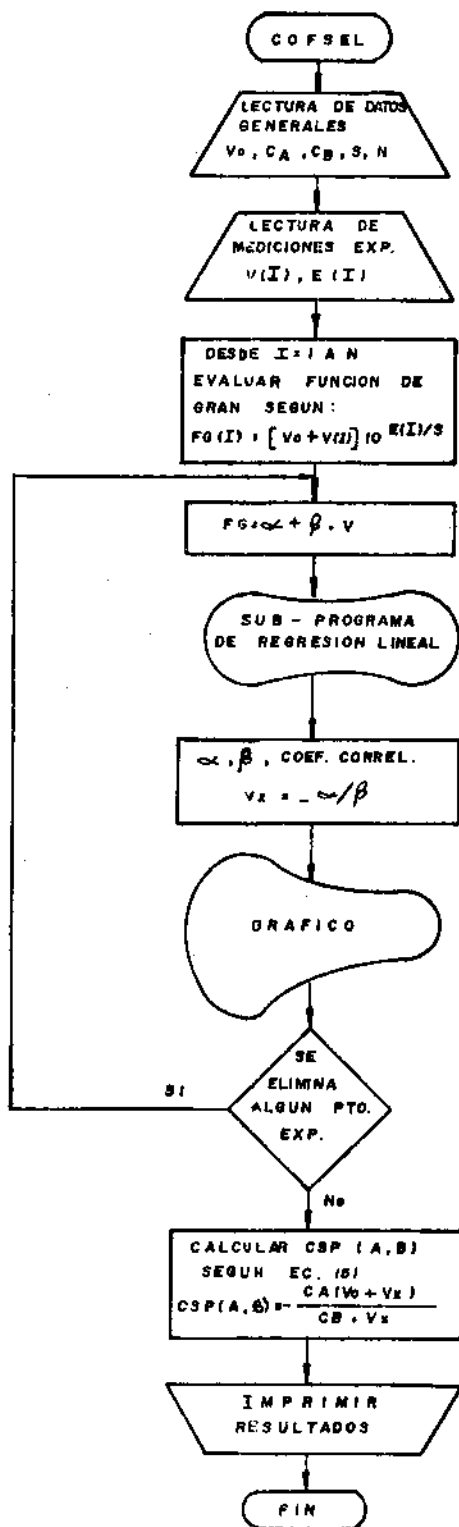 COFSEL
LECTURA DE DATOS
GENERALES
Vo, CA, CB, S, N
LECTURA DE
MEDICIONES EXP.
V(I), E(I)
DESDE I=1 A N
EVALUAR FUNCION DE
GRAN SEGUN:
FG(I) = [Vo+V(I)] 10 E(I)/S
FG=α + β. V
SUB - PROGRAMA
DE REGRESION LINEAL
α, β, COEF. CORREL.
Vx = - α/β
GRAFICO
SE
ELIMINA
ALGUN PTO.
EXP.
SI
No
CALCULAR CSP (A,B)
SEGUN EC. (5)
CSP(A,B)=- CA(Vo+Vx)
CB.Vx
IMPRIMIR
RESULTADOS
FIN